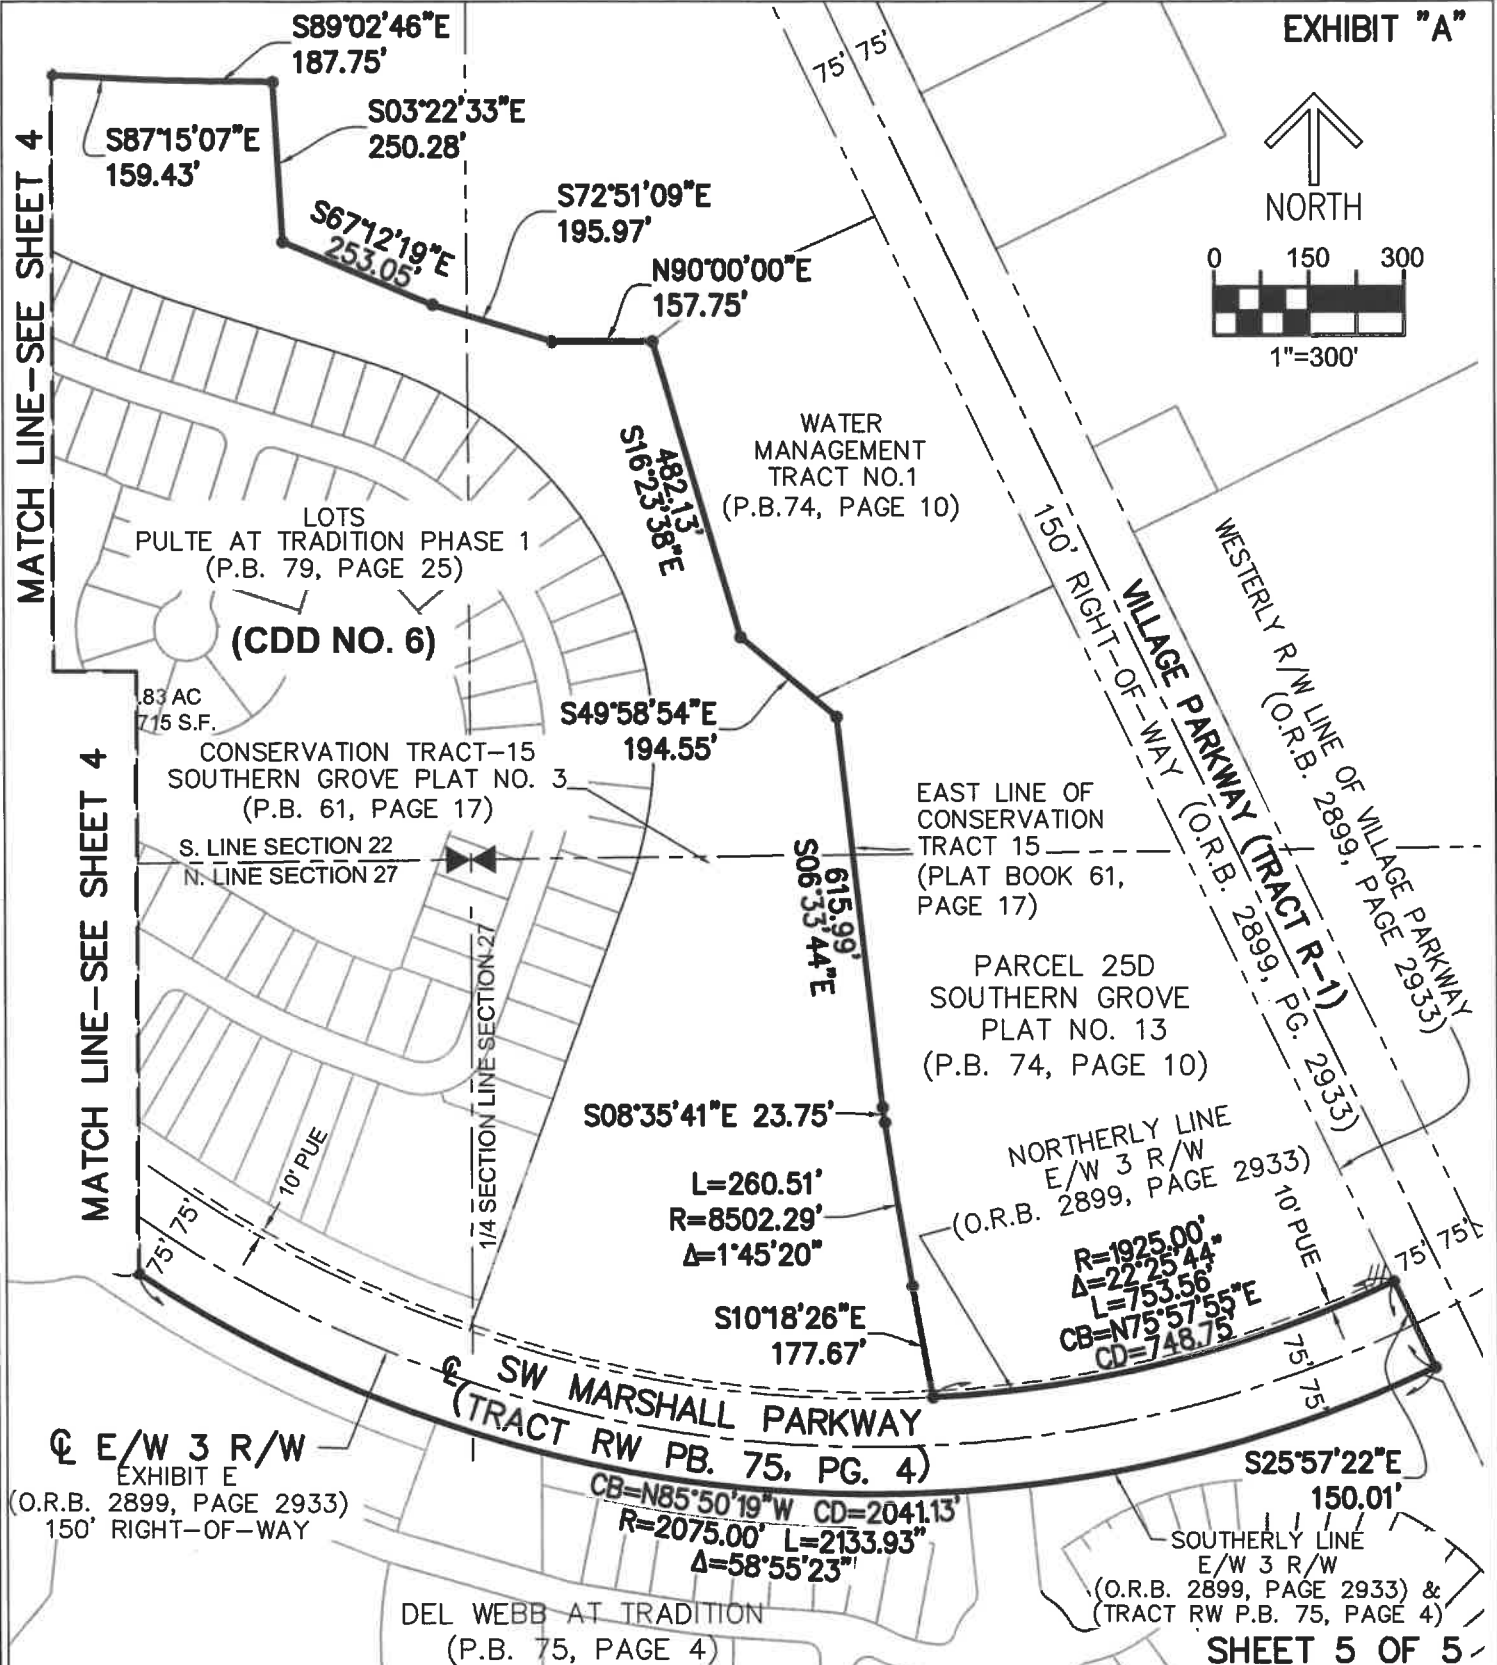 EXHIBIT "A"
S89°02'46"E
187.75'
75' 75'
S03°22'33"E
250.28'
S87°15'07"E
159.43'
MATCH LINE-SEE SHEET 4
S72°51'09"E
195.97'
S67°12'19"E
253.05'
N90°00'00"E
157.75'
NORTH
0 150 300
1"=300'
WATER
MANAGEMENT
TRACT NO.1
(P.B.74, PAGE 10)
482.13'
S16°23'38"E
LOTS
PULTE AT TRADITION PHASE 1
(P.B. 79, PAGE 25)
(CDD NO. 6)
150' RIGHT-OF-WAY (O.R.B. 2899, PG. 2933)
VILLAGE PARKWAY (TRACT R-1)
WESTERLY R/W LINE OF VILLAGE PARKWAY
(O.R.B. 2899, PAGE 2933)
.83 AC
715 S.F.
S49°58'54"E
194.55'
CONSERVATION TRACT-15
SOUTHERN GROVE PLAT NO. 3
(P.B. 61, PAGE 17)
MATCH LINE-SEE SHEET 4
S. LINE SECTION 22
N. LINE SECTION 27
EAST LINE OF
CONSERVATION
TRACT 15
(PLAT BOOK 61,
PAGE 17)
615.99'
S06°33'44"E
1/4 SECTION LINE SECTION 27
PARCEL 25D
SOUTHERN GROVE
PLAT NO. 13
(P.B. 74, PAGE 10)
S08°35'41"E 23.75'
NORTHERLY LINE
E/W 3 R/W
(O.R.B. 2899, PAGE 2933)
10' PUE
L=260.51'
R=8502.29'
Δ=1°45'20"
10' PUE
75' 75'
R=1925.00'
Δ=22°25'44"
L=753.56'
CB=N75°57'55"E
CD=748.75'
75' 75'
S10°18'26"E
177.67'
75' 75'
℄ SW MARSHALL PARKWAY
(TRACT RW PB. 75, PG. 4)
℄ E/W 3 R/W
EXHIBIT E
(O.R.B. 2899, PAGE 2933)
150' RIGHT-OF-WAY
CB=N85°50'19"W CD=2041.13'
R=2075.00' L=2133.93"
Δ=58°55'23"
S25°57'22"E
150.01'
SOUTHERLY LINE
E/W 3 R/W
(O.R.B. 2899, PAGE 2933) &
(TRACT RW P.B. 75, PAGE 4)
DEL WEBB AT TRADITION
(P.B. 75, PAGE 4)
SHEET 5 OF 5